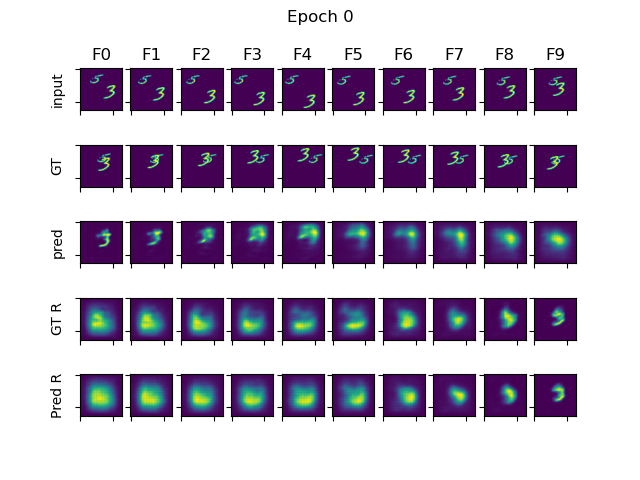 Epoch 0
F0 F1 F2 F3 F4 F5 F6 F7 F8 F9
input
GT
pred
GT R
Pred R